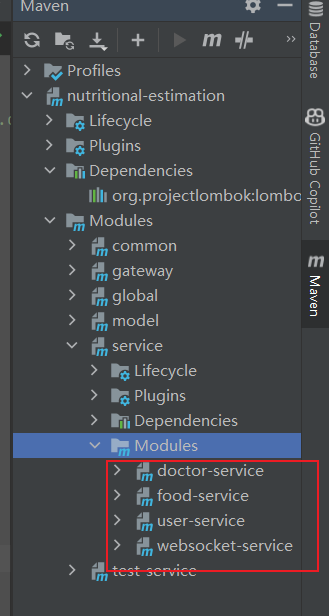 Maven
Profiles
nutritional-estimation
Lifecycle
Plugins
Dependencies
org.projectlombok:lombo
Modules
common
gateway
global
model
service
Lifecycle
Plugins
Dependencies
Modules
doctor-service
food-service
user-service
websocket-service
test-service
Database
GitHub Copilot
Maven